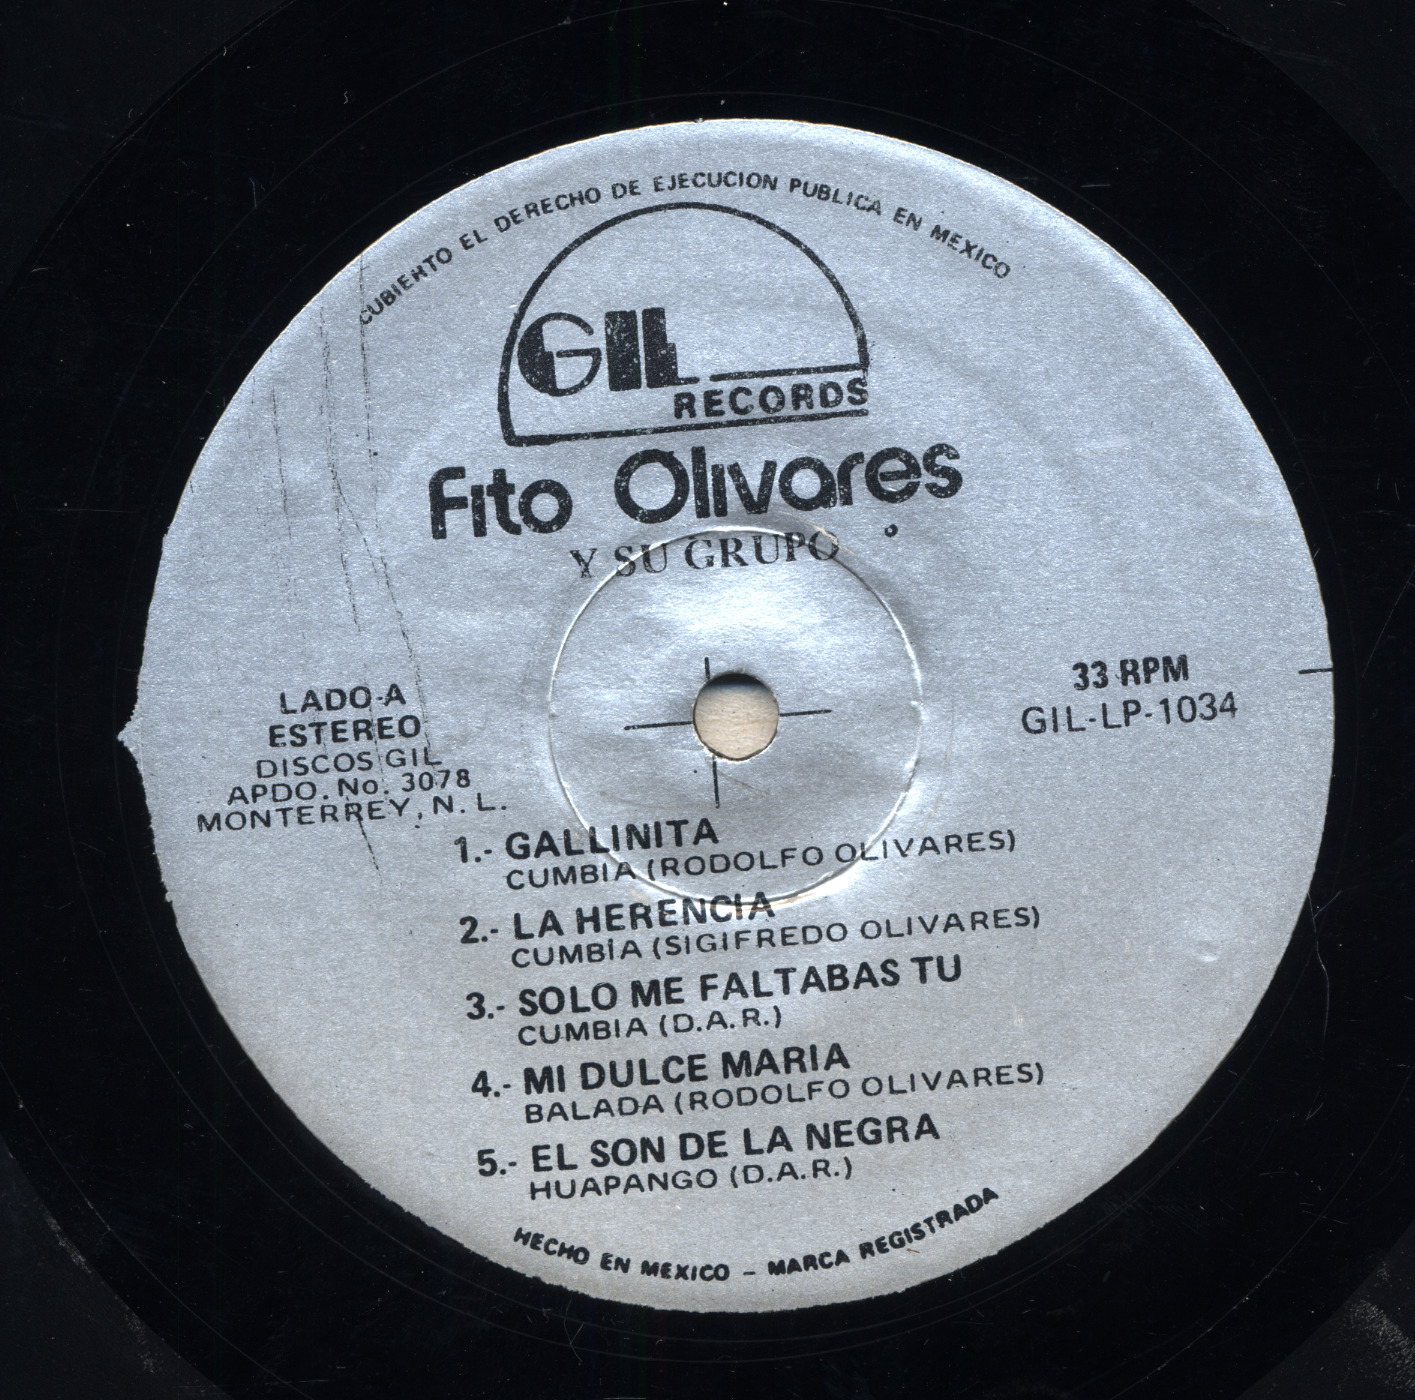 CUBIERTO EL DERECHO DE EJECUCION PUBLICA EN MEXICO
GIL
RECORDS
Fito Olivares
Y SU GRUPO
LADO-A
ESTEREO
DISCOS GIL
APDO. No. 3078
MONTERREY, N. L.
33 RPM
GIL-LP-1034
1.- GALLINITA
CUMBIA (RODOLFO OLIVARES)
2.- LA HERENCIA
CUMBIA (SIGIFREDO OLIVARES)
3.- SOLO ME FALTABAS TU
CUMBIA (D.A.R.)
4.- MI DULCE MARIA
BALADA (RODOLFO OLIVARES)
5.- EL SON DE LA NEGRA
HUAPANGO (D.A.R.)
HECHO EN MEXICO - MARCA REGISTRADA